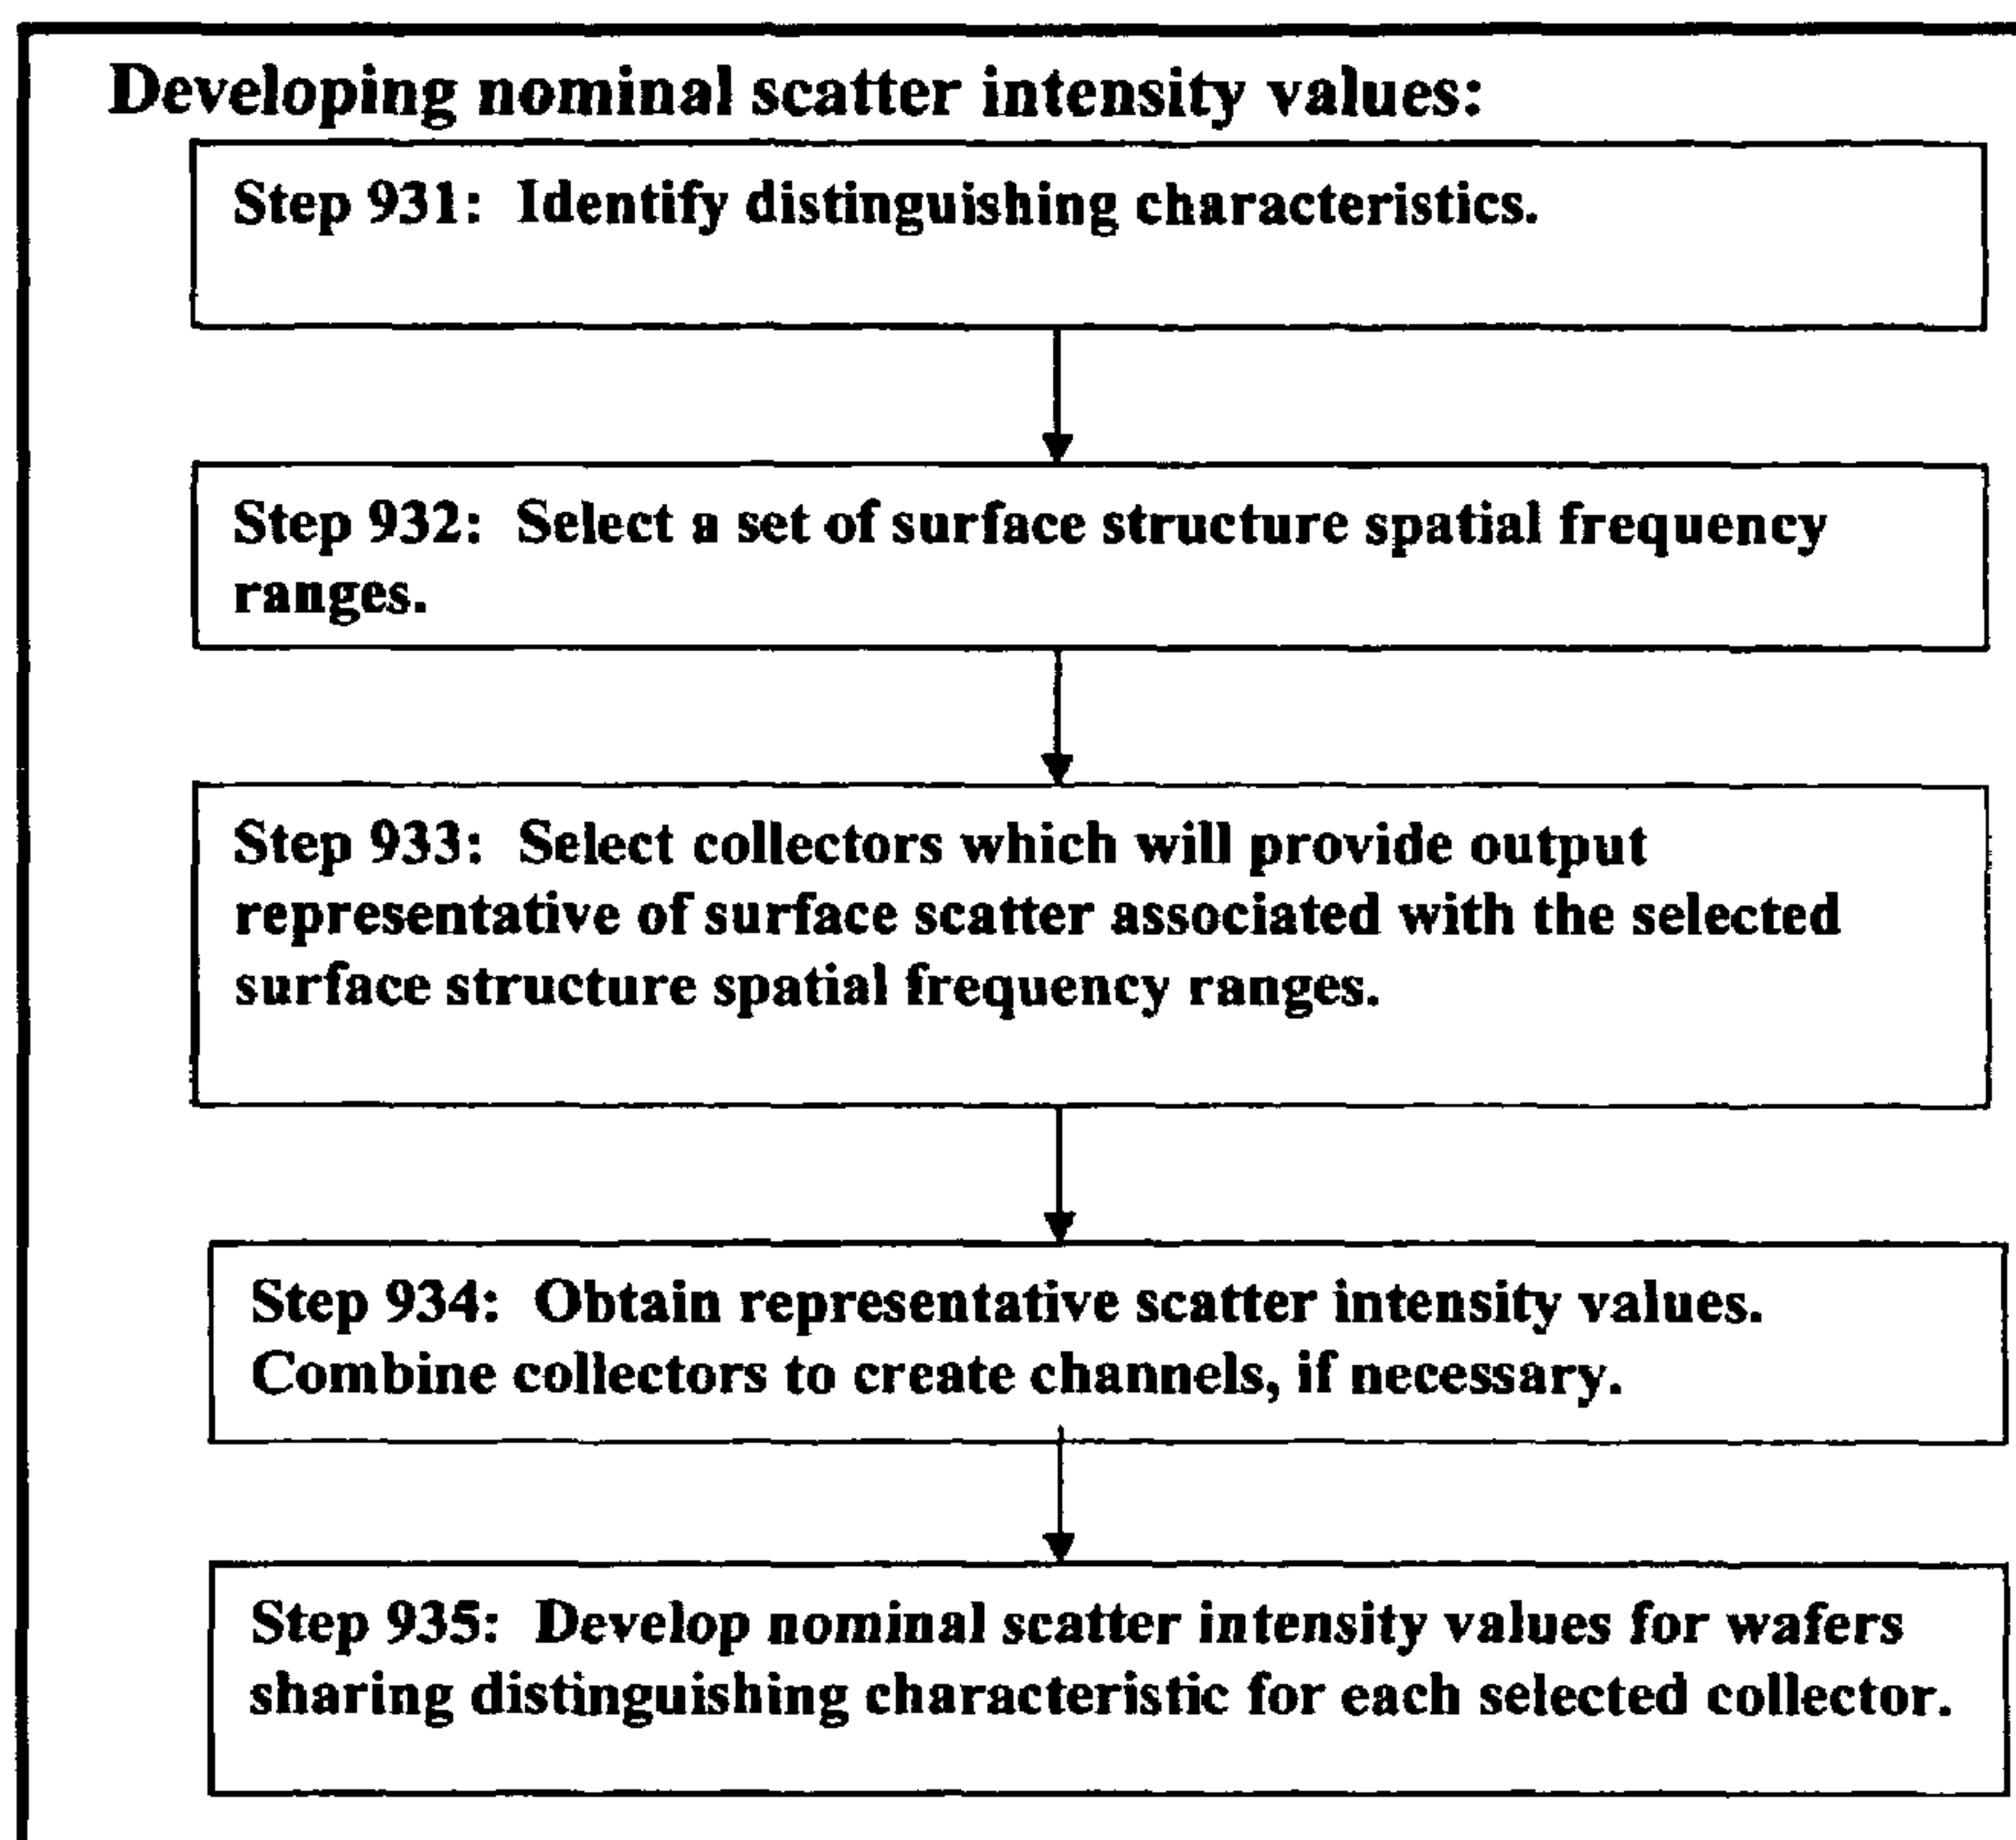 Developing nominal scatter intensity values:
Step 931: Identify distinguishing characteristics.
Step 932: Select a set of surface structure spatial frequency
ranges.
Step 933: Select collectors which will provide output
representative of surface scatter associated with the selected
surface structure spatial frequency ranges.
Step 934: Obtain representative scatter intensity values.
Combine collectors to create channels, if necessary.
Step 935: Develop nominal scatter intensity values for wafers
sharing distinguishing characteristic for each selected collector.